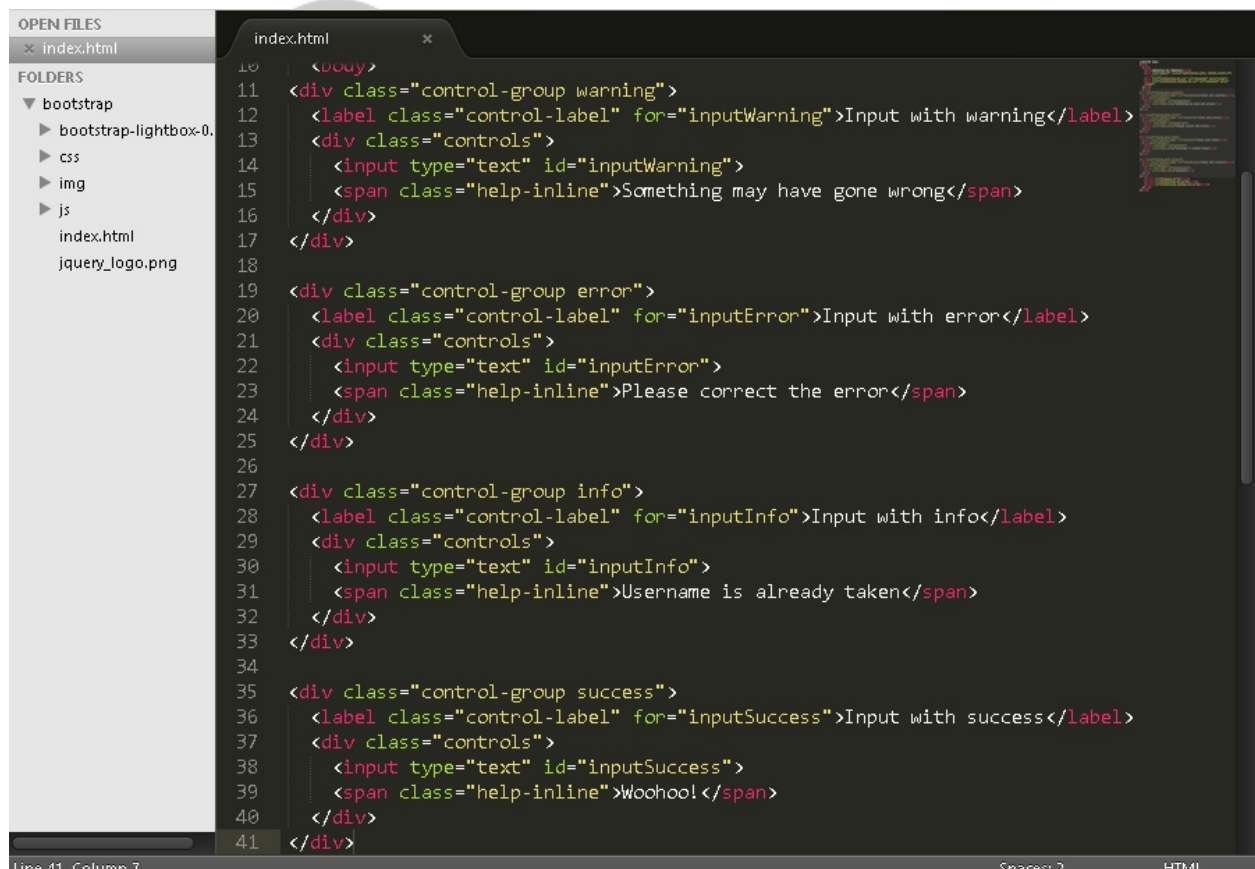 OPEN FILES
× index.html
FOLDERS
▼ bootstrap
▶ bootstrap-lightbox-0.
▶ css
▶ img
▶ js
index.html
jquery_logo.png
index.html ×
10 <body>
11 <div class="control-group warning">
12 <label class="control-label" for="inputWarning">Input with warning</label>
13 <div class="controls">
14 <input type="text" id="inputWarning">
15 <span class="help-inline">Something may have gone wrong</span>
16 </div>
17 </div>
18
19 <div class="control-group error">
20 <label class="control-label" for="inputError">Input with error</label>
21 <div class="controls">
22 <input type="text" id="inputError">
23 <span class="help-inline">Please correct the error</span>
24 </div>
25 </div>
26
27 <div class="control-group info">
28 <label class="control-label" for="inputInfo">Input with info</label>
29 <div class="controls">
30 <input type="text" id="inputInfo">
31 <span class="help-inline">Username is already taken</span>
32 </div>
33 </div>
34
35 <div class="control-group success">
36 <label class="control-label" for="inputSuccess">Input with success</label>
37 <div class="controls">
38 <input type="text" id="inputSuccess">
39 <span class="help-inline">Woohoo!</span>
40 </div>
41 </div>
Line 41, Column 7
Spaces: 2 HTML